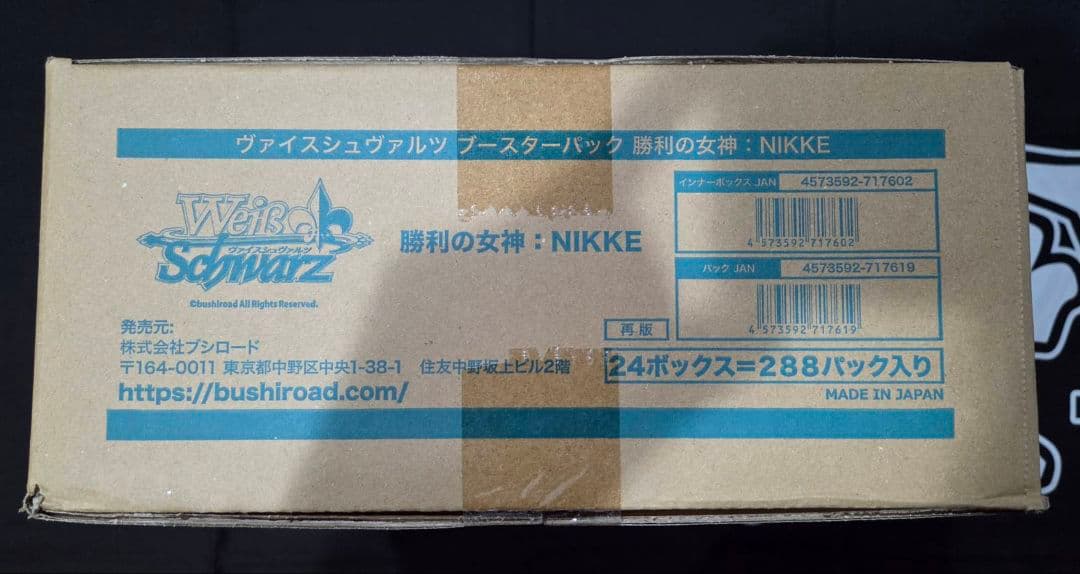 ヴァイスシュヴァルツ ブースターパック 勝利の女神：NIKKE
Weiß
ヴァイスシュヴァルツ
Schwarz
©bushiroad All Rights Reserved.
勝利の女神：NIKKE
インナーボックス JAN 4573592-717602
4 573592 717602
パック JAN 4573592-717619
4 573592 717619
発売元:
株式会社ブシロード
〒164-0011 東京都中野区中央1-38-1 住友中野坂上ビル2階
https://bushiroad.com/
再版
24ボックス=288パック入り
MADE IN JAPAN